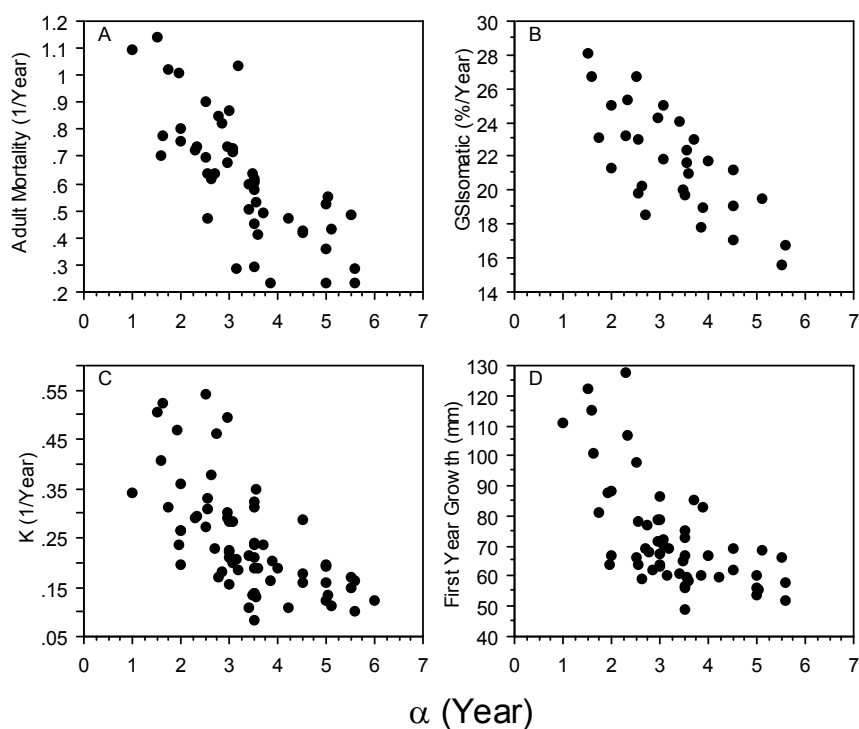 A
Adult Mortality (1/Year)
1.2
1.1
1
.9
.8
.7
.6
.5
.4
.3
.2
0 1 2 3 4 5 6 7
B
GSIsomatic (%/Year)
30
28
26
24
22
20
18
16
14
0 1 2 3 4 5 6 7
C
K (1/Year)
.55
.45
.35
.25
.15
.05
0 1 2 3 4 5 6 7
D
First Year Growth (mm)
130
120
110
100
90
80
70
60
50
40
0 1 2 3 4 5 6 7
α (Year)